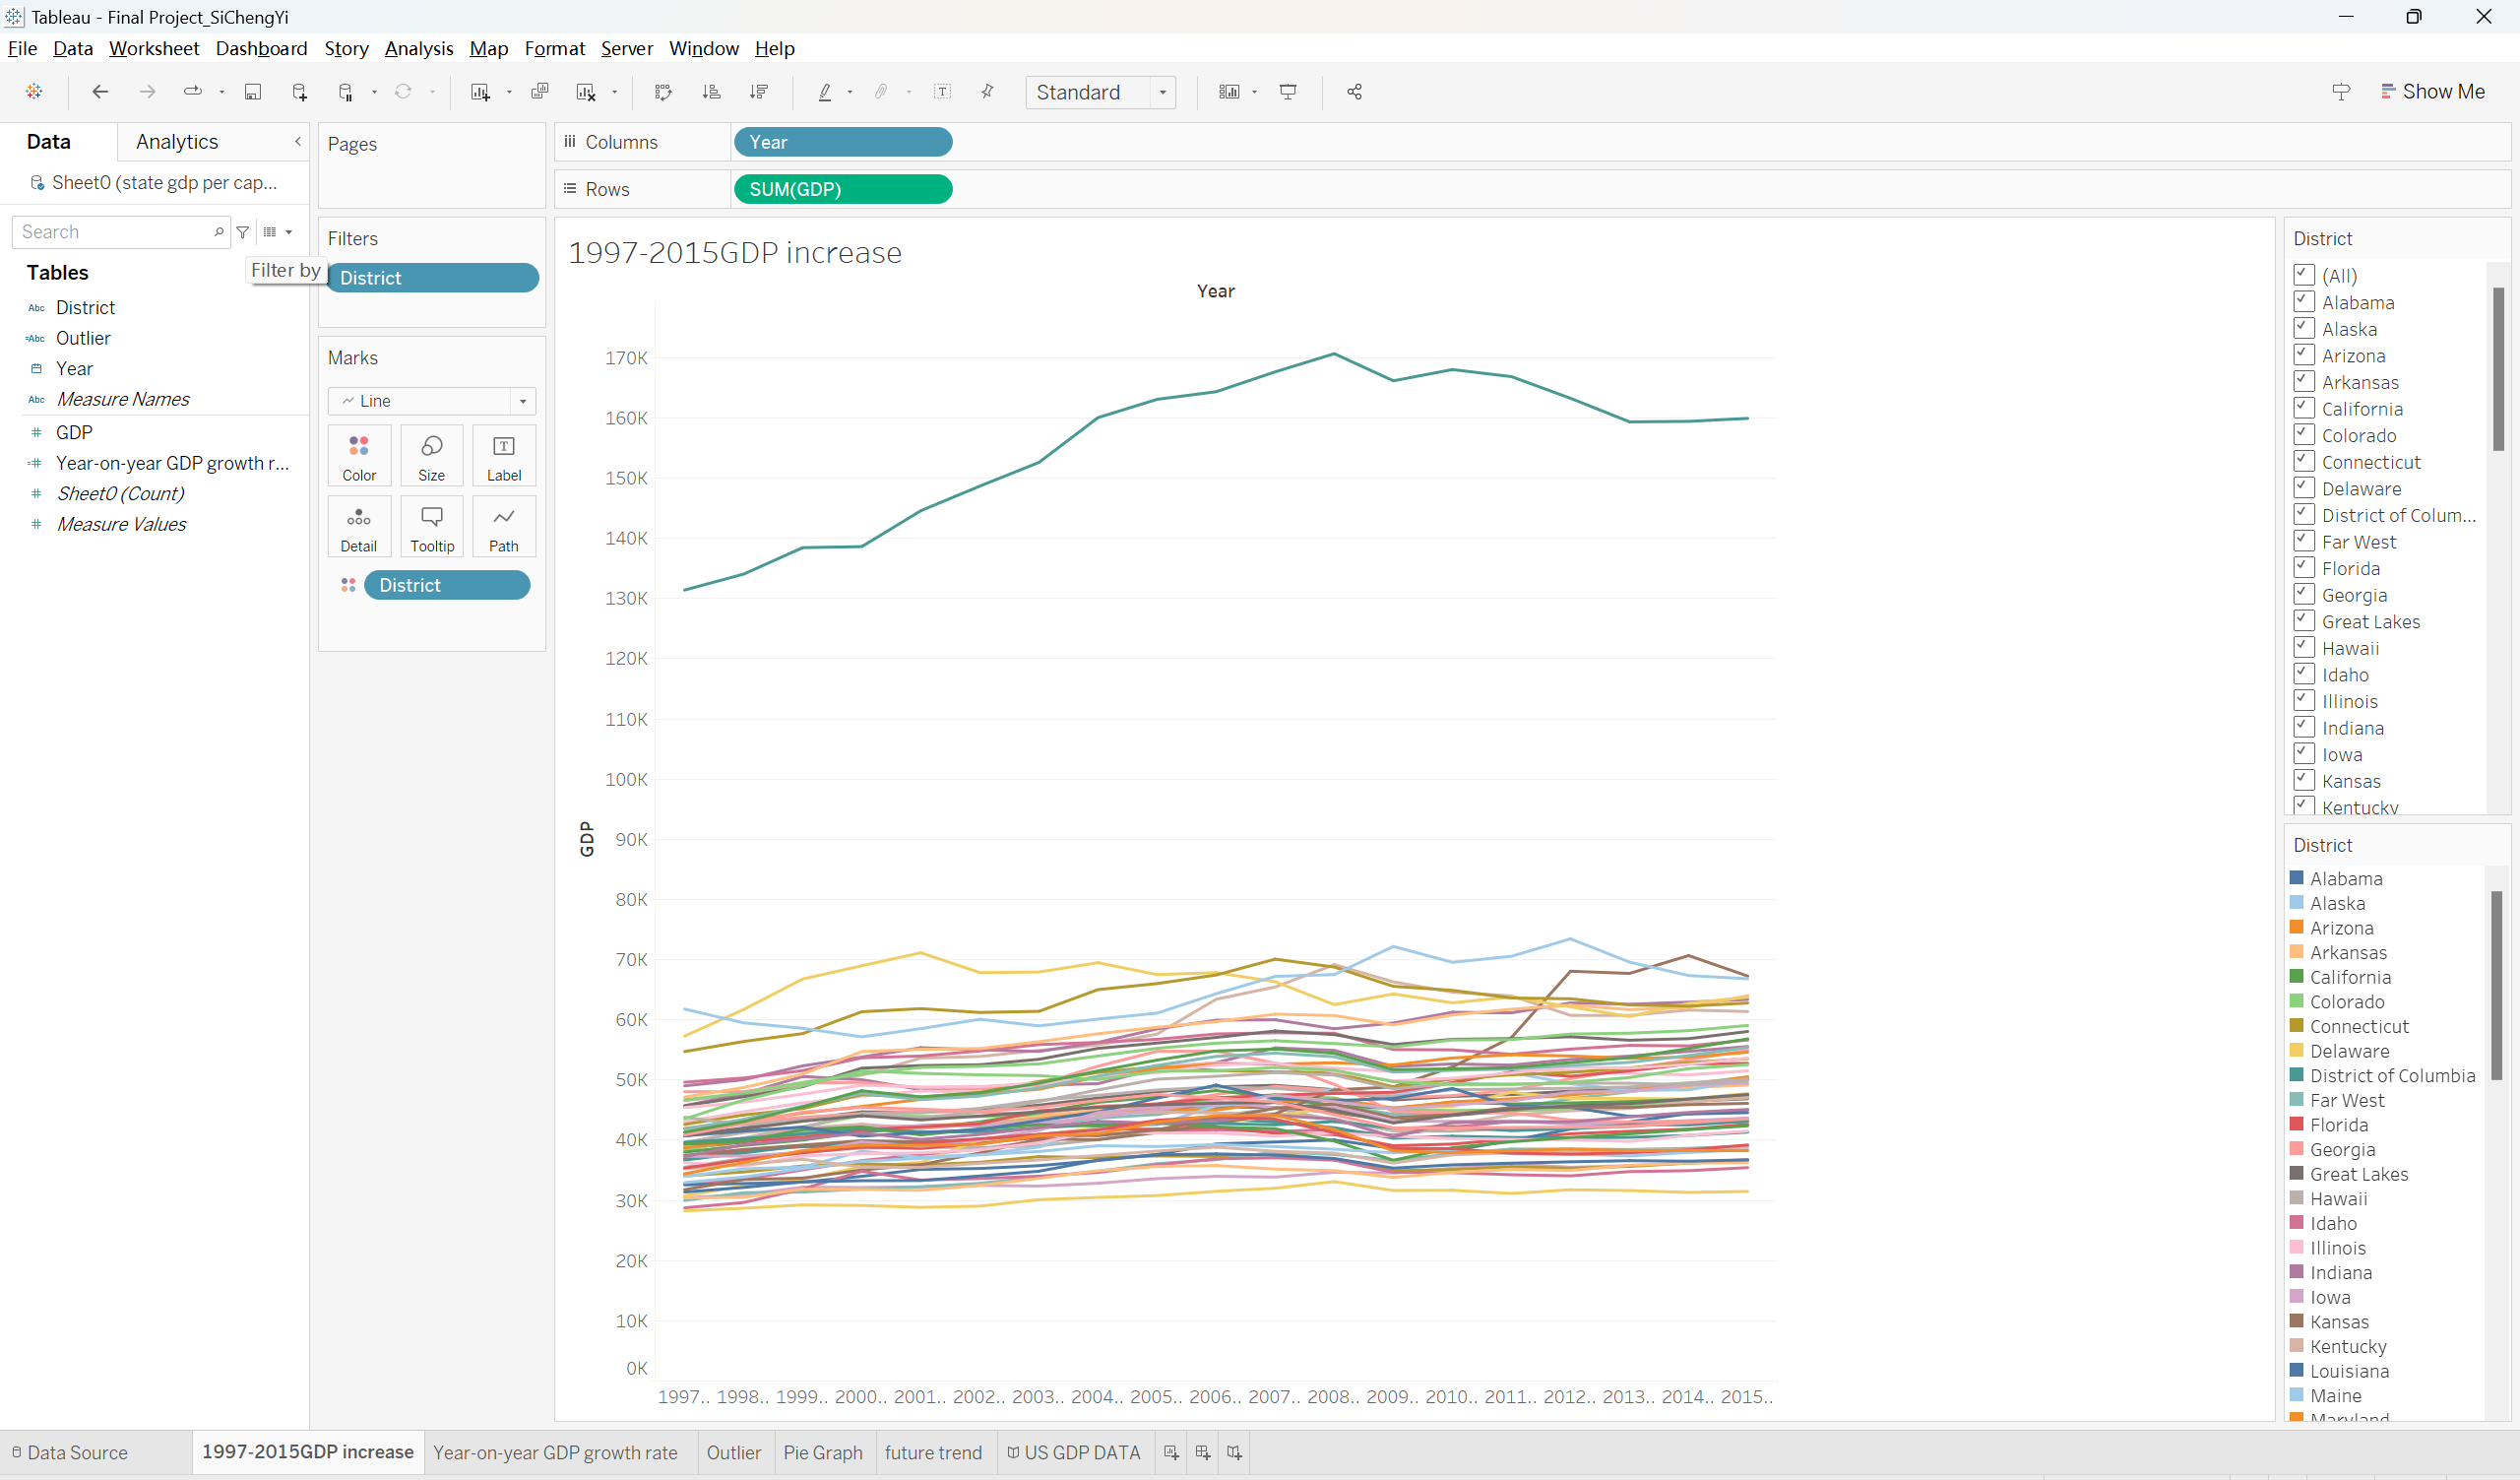 Tableau - Final Project_SiChengYi
File Data Worksheet Dashboard Story Analysis Map Format Server Window Help
Standard
Show Me
Data Analytics
Sheet0 (state gdp per cap...
Search
Tables
Filter by
District
Outlier
Year
Measure Names
GDP
Year-on-year GDP growth r...
Sheet0 (Count)
Measure Values
Pages
Filters
District
Marks
Line
Color Size Label
Detail Tooltip Path
District
Columns Year
Rows SUM(GDP)
1997-2015GDP increase
Year
170K
160K
150K
140K
130K
120K
110K
100K
90K
80K
70K
60K
50K
40K
30K
20K
10K
0K
GDP
1997.. 1998.. 1999.. 2000.. 2001.. 2002.. 2003.. 2004.. 2005.. 2006.. 2007.. 2008.. 2009.. 2010.. 2011.. 2012.. 2013.. 2014.. 2015..
District
(All)
Alabama
Alaska
Arizona
Arkansas
California
Colorado
Connecticut
Delaware
District of Colum...
Far West
Florida
Georgia
Great Lakes
Hawaii
Idaho
Illinois
Indiana
Iowa
Kansas
Kentucky
District
Alabama
Alaska
Arizona
Arkansas
California
Colorado
Connecticut
Delaware
District of Columbia
Far West
Florida
Georgia
Great Lakes
Hawaii
Idaho
Illinois
Indiana
Iowa
Kansas
Kentucky
Louisiana
Maine
Maryland
Data Source 1997-2015GDP increase Year-on-year GDP growth rate Outlier Pie Graph future trend US GDP DATA